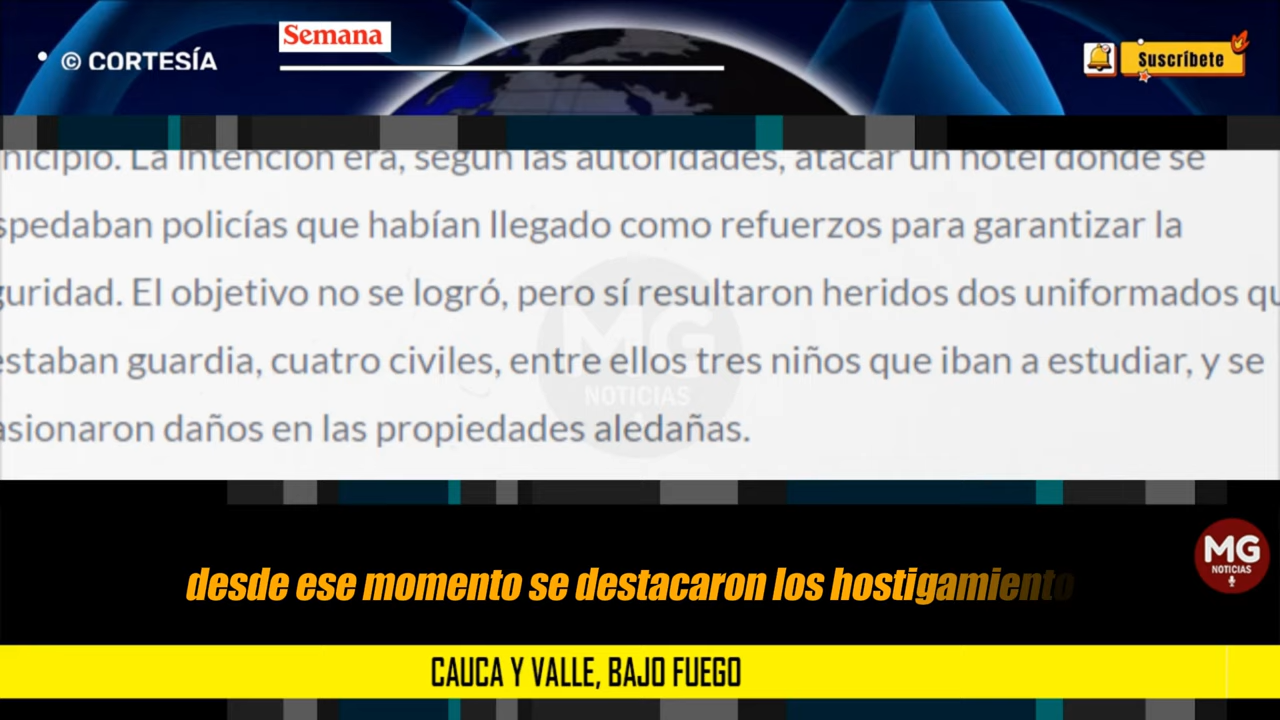 © CORTESÍA
Semana
Suscríbete
nicipio. La intención era, según las autoridades, atacar un hotel donde se
spedaban policías que habían llegado como refuerzos para garantizar la
guridad. El objetivo no se logró, pero sí resultaron heridos dos uniformados qu
estaban guardia, cuatro civiles, entre ellos tres niños que iban a estudiar, y se
asionaron daños en las propiedades aledañas.
MG
NOTICIAS
desde ese momento se destacaron los hostigamiento
MG
NOTICIAS
CAUCA Y VALLE, BAJO FUEGO